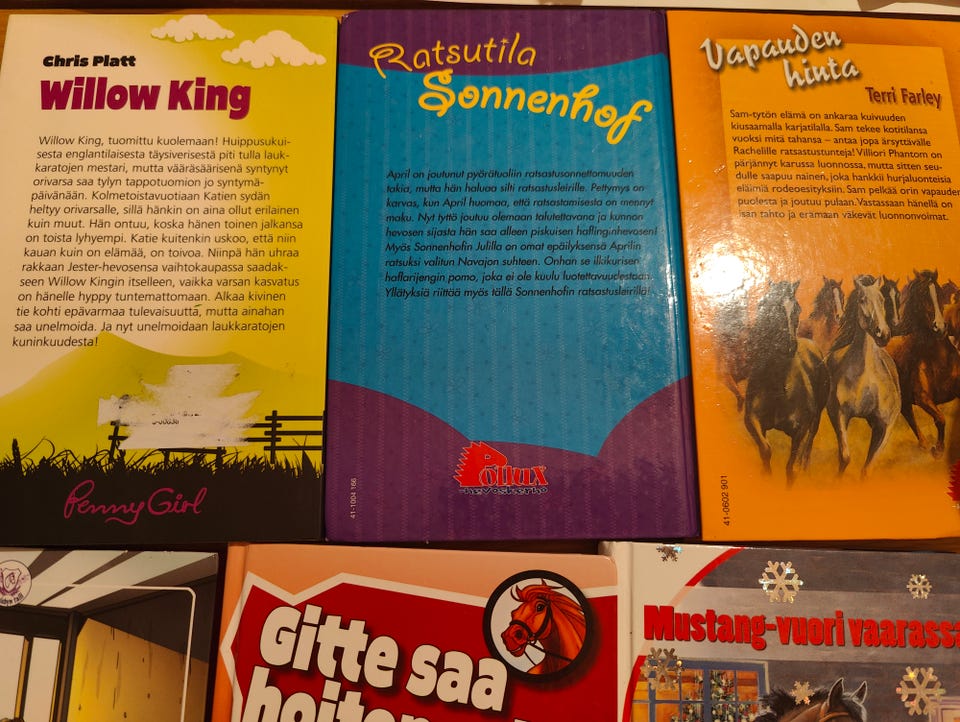 Chris Platt
Willow King
Willow King, tuomittu kuolemaan! Huippusukui-
sesta englantilaisesta täysiverisestä piti tulla lauk-
karatojen mestari, mutta vääräsäärisenä syntynyt
orivarsa saa tylyn tappotuomion jo syntymä-
päivänään. Kolmetoistavuotiaan Katien sydän
heltyy orivarsalle, sillä hänkin on aina ollut erilainen
kuin muut. Hän ontuu, koska hänen toinen jalkansa
on toista lyhyempi. Katie kuitenkin uskoo, että niin
kauan kuin on elämää, on toivoa. Niinpä hän uhraa
rakkaan Jester-hevosensa vaihtokaupassa saadak-
seen Willow Kingin itselleen, vaikka varsan kasvatus
on hänelle hyppy tuntemattomaan. Alkaa kivinen
tie kohti epävarmaa tulevaisuutta, mutta ainahan
saa unelmoida. Ja nyt unelmoidaan laukkaratojen
kuninkuudesta!
Penny Girl
Ratsutila
Sonnenhof
April on joutunut pyörätuoliin ratsastusonnettomuuden
takia, mutta hän haluaa silti ratsastusleirille. Pettymys on
karvas, kun April huomaa, että ratsastamisesta on mennyt
maku. Nyt tyttö joutuu olemaan talutettavana ja kunnon
hevosen sijasta hän saa alleen piskuisen haflinginhevosen!
Myös Sonnenhofin Julilla on omat epäilyksensä Aprilin
ratsuksi valitun Navajon suhteen. Onhan se ilkikurisen
haflarijengin pomo, joka ei ole kuulu luotettavuudestaan.
Yllätyksiä riittää myös tällä Sonnenhofin ratsastusleirillä!
Pollux
-hevoskerho
41-1004 166
Vapauden
hinta
Terri Farley
Sam-tytön elämä on ankaraa kuivuuden
kiusaamalla karjatilalla. Sam tekee kotitilansa
vuoksi mitä tahansa – antaa jopa ärsyttävälle
Rachelille ratsastustunteja! Villiori Phantom on
pärjännyt karussa luonnossa, mutta sitten seu-
dulle saapuu nainen, joka hankkii hurjaluonteisia
eläimiä rodeoesityksiin. Sam pelkää orin vapauden
puolesta ja joutuu pulaan. Vastassaan hänellä on
isän tahto ja erämaan väkevät luonnonvoimat.
41-0602 901
Gitte saa
Mustang-vuori vaarassa